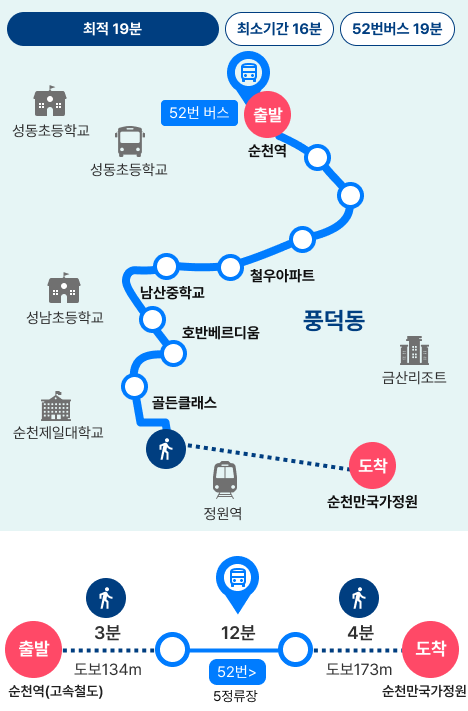 최적 19분
최소기간 16분
52번버스 19분
52번 버스
출발
순천역
성동초등학교
성동초등학교
철우아파트
남산중학교
성남초등학교
풍덕동
호반베르디움
금산리조트
골든클래스
순천제일대학교
도착
순천만국가정원
정원역
3분
12분
4분
출발
도착
도보134m
52번>
도보173m
순천역(고속철도)
5정류장
순천만국가정원